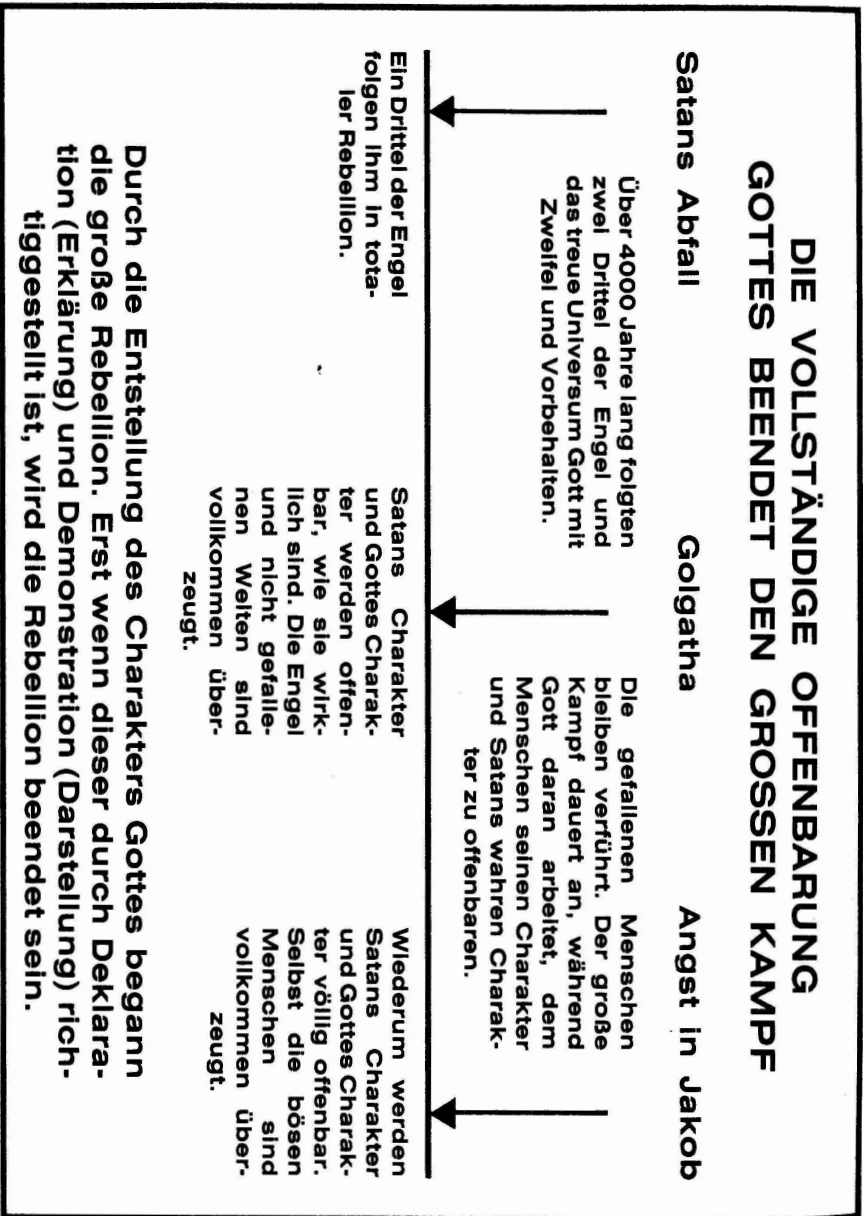 DIE VOLLSTÄNDIGE OFFENBARUNG
GOTTES BEENDET DEN GROSSEN KAMPF
Satans Abfall
Golgatha
Angst in Jakob
Über 4000 Jahre lang folgten
zwei Drittel der Engel und
das treue Universum Gott mit
Zweifel und Vorbehalten.
Die gefallenen Menschen
bleiben verführt. Der große
Kampf dauert an, während
Gott daran arbeitet, dem
Menschen seinen Charakter
und Satans wahren Charak-
ter zu offenbaren.
Ein Drittel der Engel
folgen ihm in tota-
ler Rebellion.
Satans Charakter
und Gottes Charak-
ter werden offen-
bar, wie sie wirk-
lich sind. Die Engel
und nicht gefalle-
nen Welten sind
vollkommen über-
zeugt.
Wiederum werden
Satans Charakter
und Gottes Charak-
ter völlig offenbar.
Selbst die bösen
Menschen sind
vollkommen über-
zeugt.
Durch die Entstellung des Charakters Gottes begann
die große Rebellion. Erst wenn dieser durch Deklara-
tion (Erklärung) und Demonstration (Darstellung) rich-
tiggestellt ist, wird die Rebellion beendet sein.